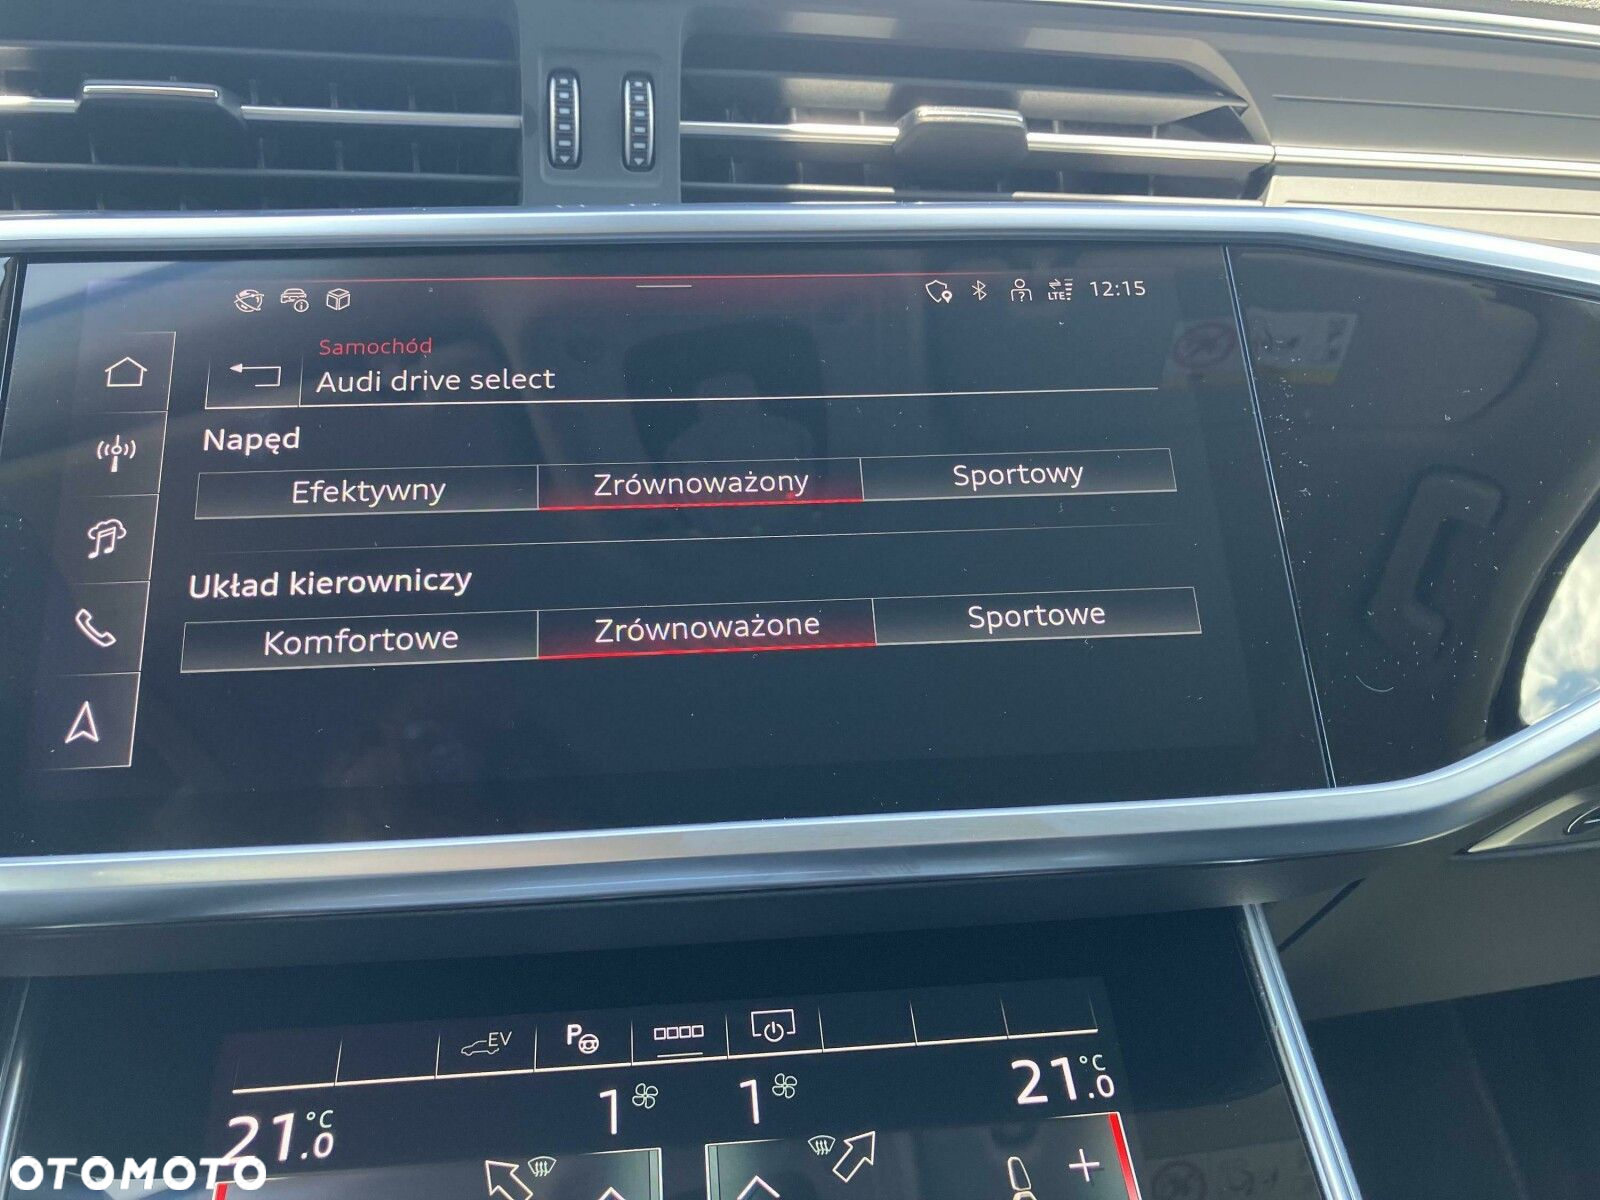 LTE 12:15
Samochód
Audi drive select
Napęd
Efektywny Zrównoważony Sportowy
Układ kierowniczy
Komfortowe Zrównoważone Sportowe
EV P
21.0 °C 1 1 21.0 °C
+
OTOMOTO